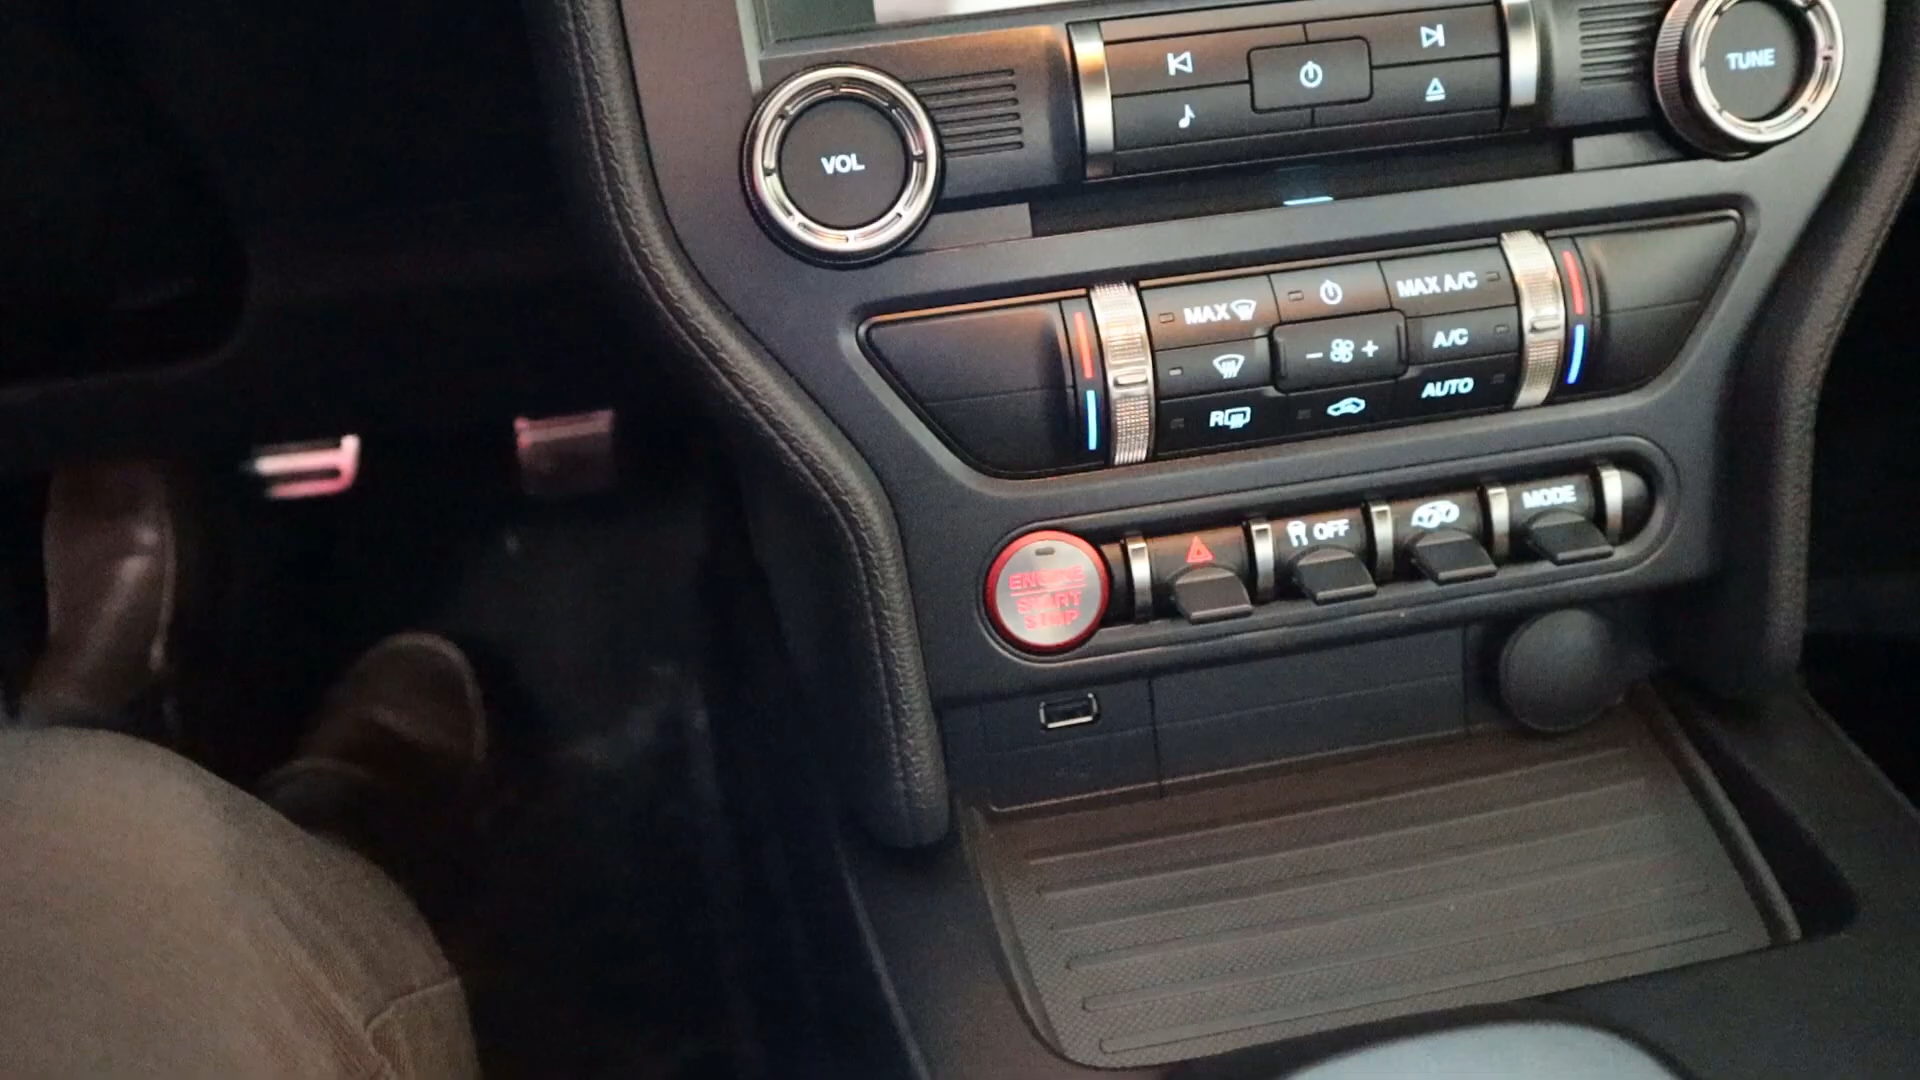 TUNE
VOL
MAX
MAX A/C
A/C
AUTO
R
- +
ENGINE
START
STOP
OFF
MODE